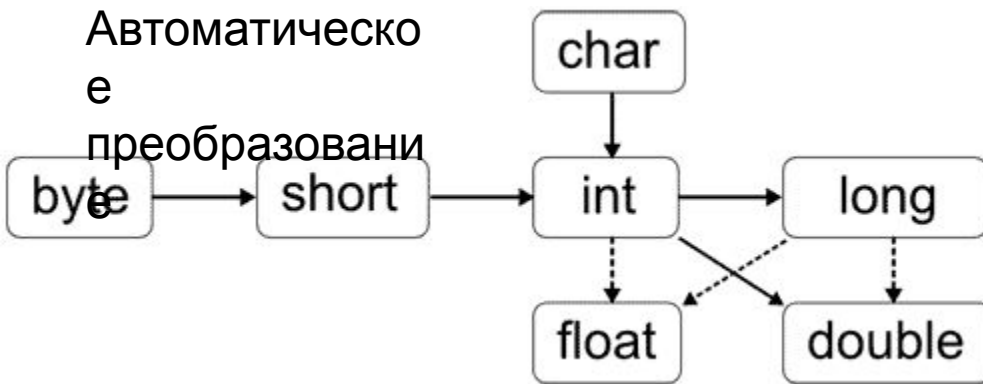 Автоматическо
е
преобразовани
е
char
byte short int long
float double